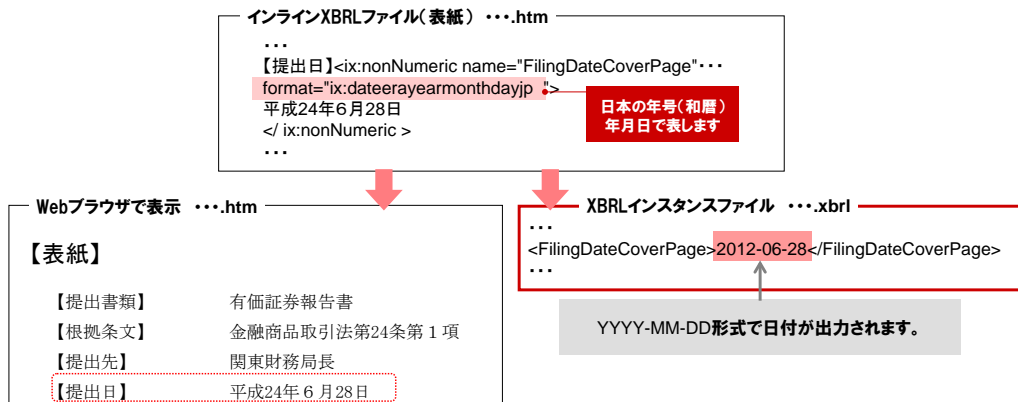 インラインXBRLファイル(表紙) ・・・.htm
・・・
【提出日】<ix:nonNumeric name="FilingDateCoverPage"・・・
format="ix:dateerayearmonthdayjp ">
平成24年6月28日
</ ix:nonNumeric >
・・・
日本の年号(和暦)
年月日で表します
Webブラウザで表示 ・・・.htm
【表紙】
【提出書類】 有価証券報告書
【根拠条文】 金融商品取引法第24条第1項
【提出先】 関東財務局長
【提出日】 平成24年6月28日
XBRLインスタンスファイル ・・・.xbrl
・・・
<FilingDateCoverPage>2012-06-28</FilingDateCoverPage>
・・・
YYYY-MM-DD形式で日付が出力されます。